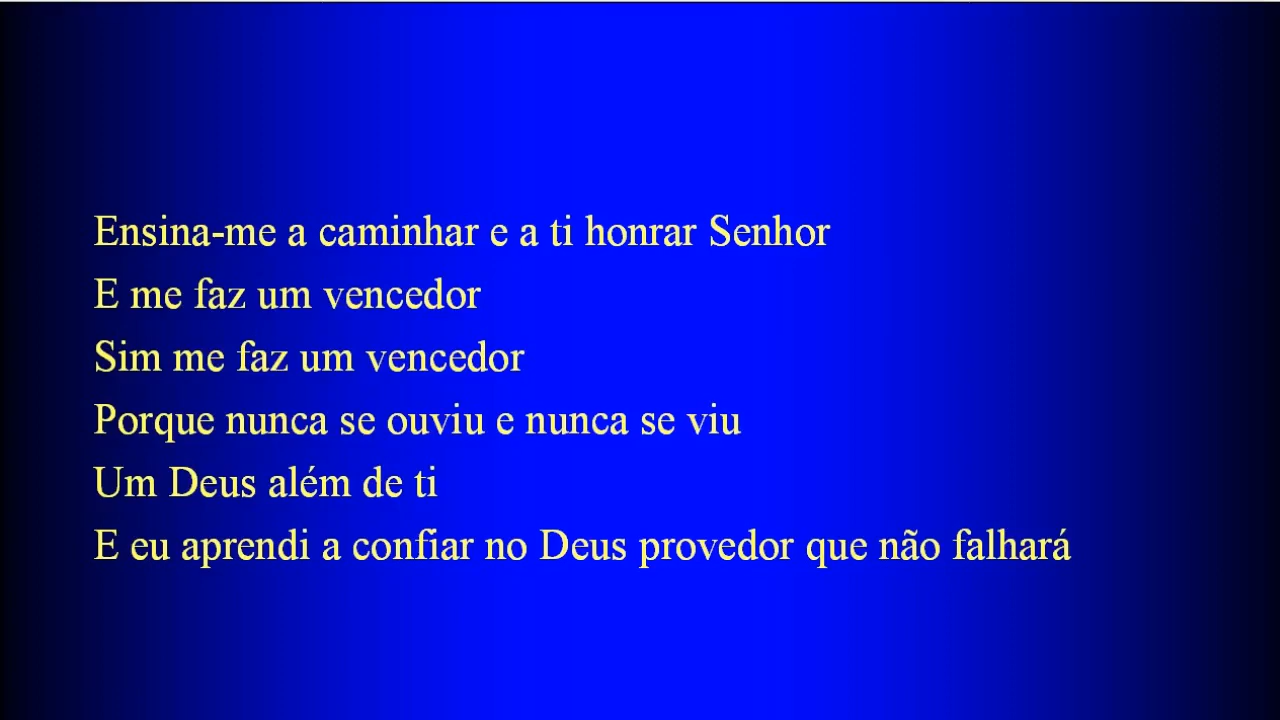 Ensina-me a caminhar e a ti honrar Senhor
E me faz um vencedor
Sim me faz um vencedor
Porque nunca se ouviu e nunca se viu
Um Deus além de ti
E eu aprendi a confiar no Deus provedor que não falhará